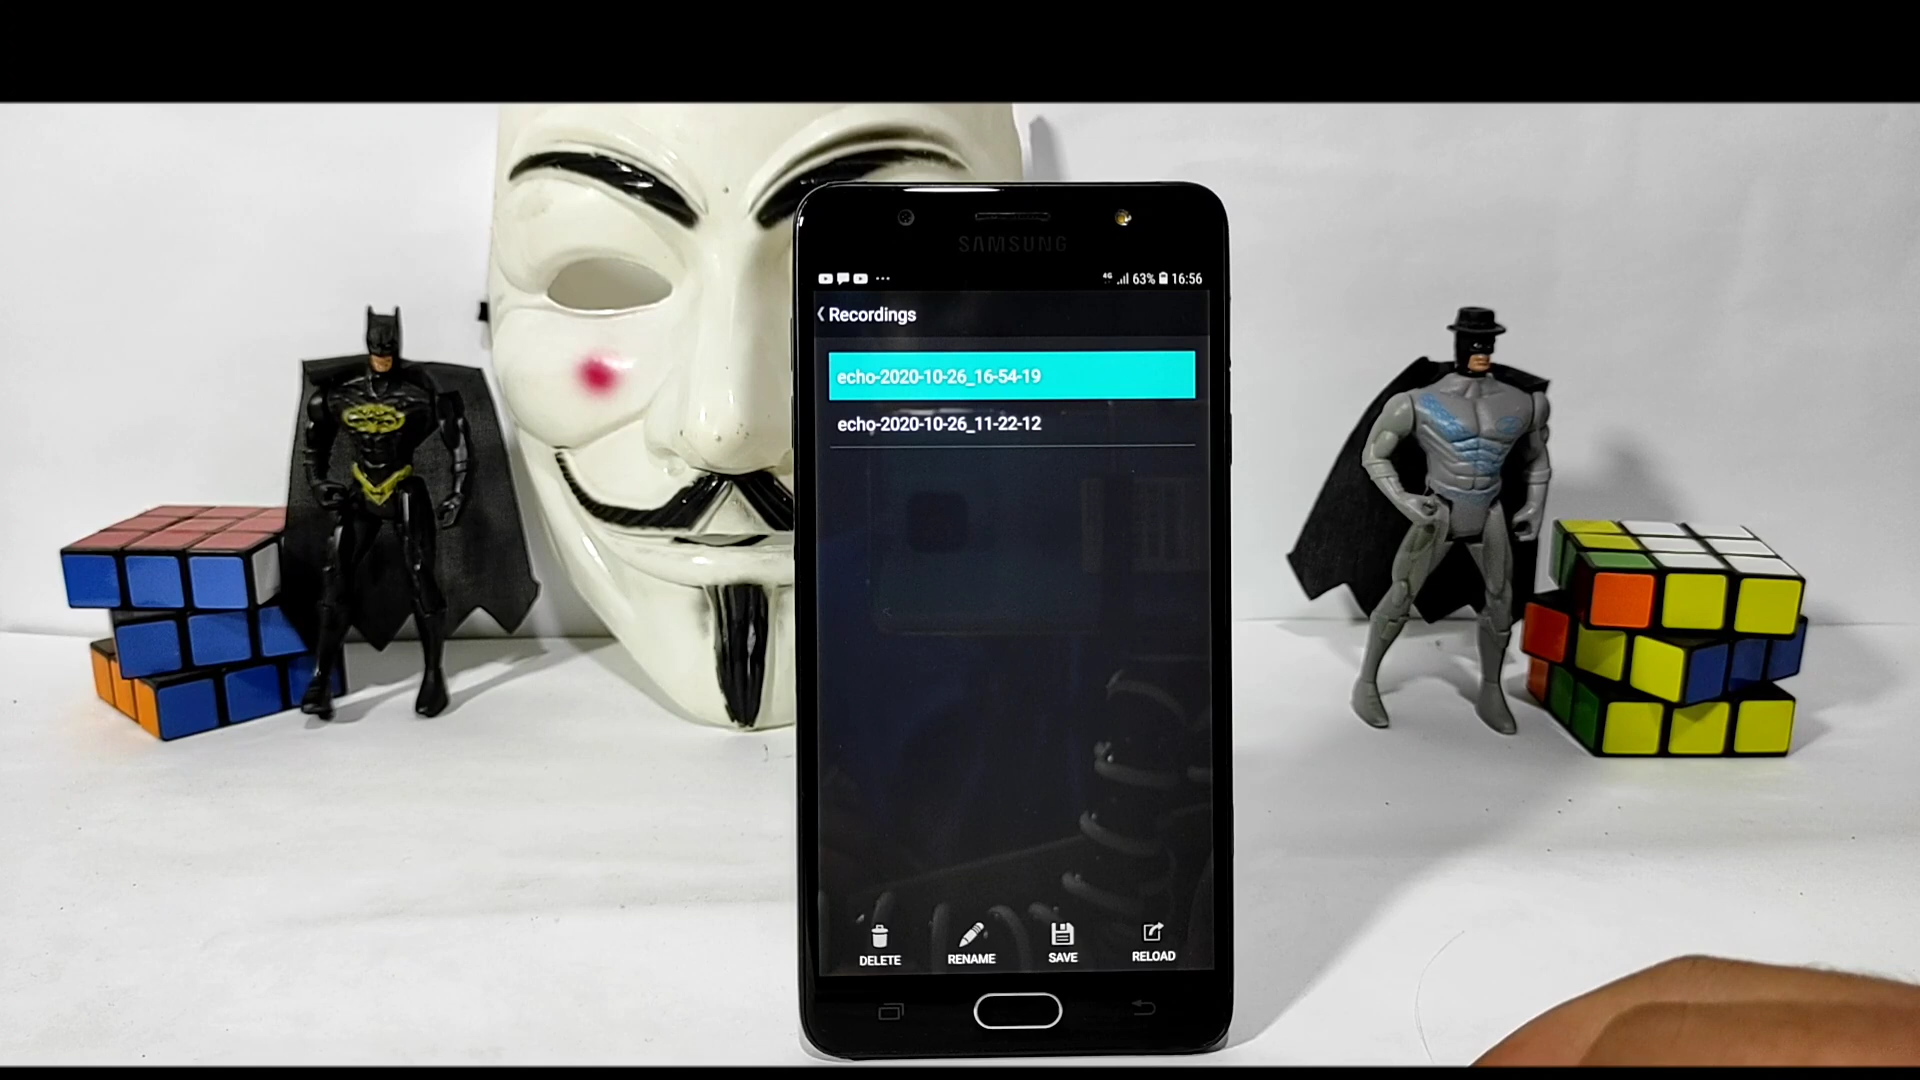 SAMSUNG
4G 63% 16:56
Recordings
echo-2020-10-26_16-54-19
echo-2020-10-26_11-22-12
DELETE RENAME SAVE RELOAD